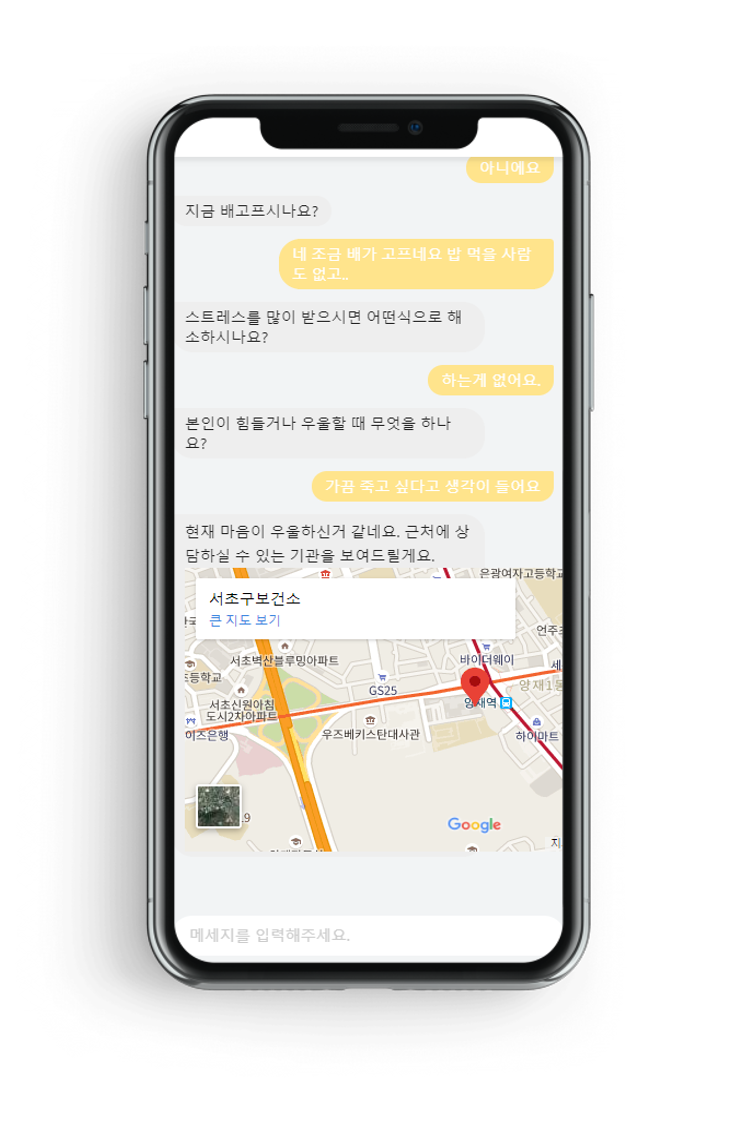 아니에요
지금 배고프시나요?
네 조금 배가 고프네요 밥 먹을 사람
도 없고..
스트레스를 많이 받으시면 어떤식으로 해
소하시나요?
하는게 없어요.
본인이 힘들거나 우울할 때 무엇을 하나
요?
가끔 죽고 싶다고 생각이 들어요
현재 마음이 우울하신거 같네요. 근처에 상
담하실 수 있는 기관을 보여드릴게요.
은광여자고등학교
서초구보건소
큰 지도 보기
언주초
서초벽산블루밍아파트
바이더웨이
초등학교
GS25
양재1동
서초신원아침
도시2차아파트
양재역
이즈은행
우즈베키스탄대사관
하이마트
Google
메세지를 입력해주세요.